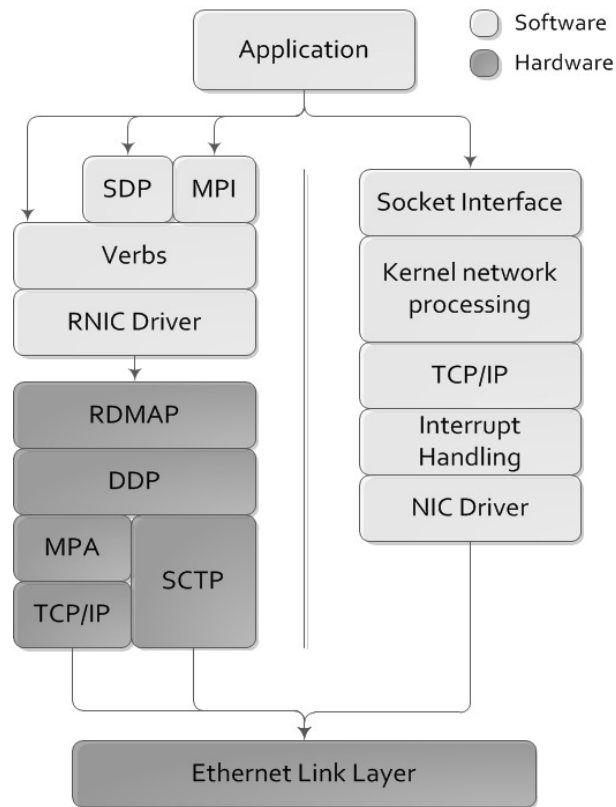 Application
Software
Hardware
SDP
MPI
Verbs
RNIC Driver
RDMAP
DDP
MPA
TCP/IP
SCTP
Socket Interface
Kernel network
processing
TCP/IP
Interrupt
Handling
NIC Driver
Ethernet Link Layer